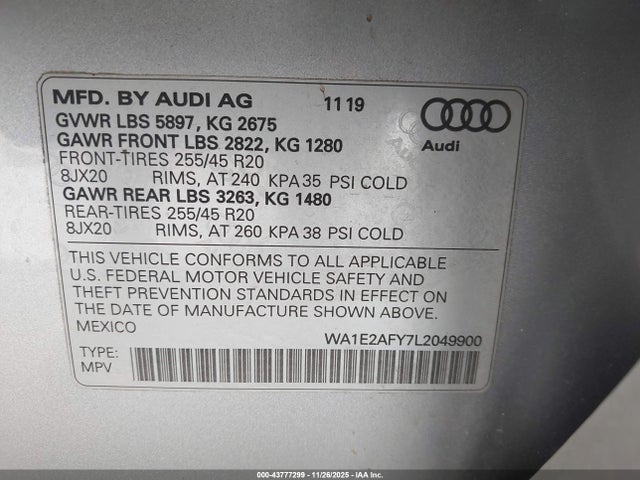 MFD. BY AUDI AG 11 19
GVWR LBS 5897, KG 2675
GAWR FRONT LBS 2822, KG 1280
FRONT-TIRES 255/45 R20
8JX20 RIMS, AT 240 KPA 35 PSI COLD
GAWR REAR LBS 3263, KG 1480
REAR-TIRES 255/45 R20
8JX20 RIMS, AT 260 KPA 38 PSI COLD
Audi
THIS VEHICLE CONFORMS TO ALL APPLICABLE
U.S. FEDERAL MOTOR VEHICLE SAFETY AND
THEFT PREVENTION STANDARDS IN EFFECT ON
THE DATE OF MANUFACTURE SHOWN ABOVE.
MEXICO
WA1E2AFY7L2049900
TYPE:
MPV
000-43777299 - 11/26/2025 - IAA Inc.